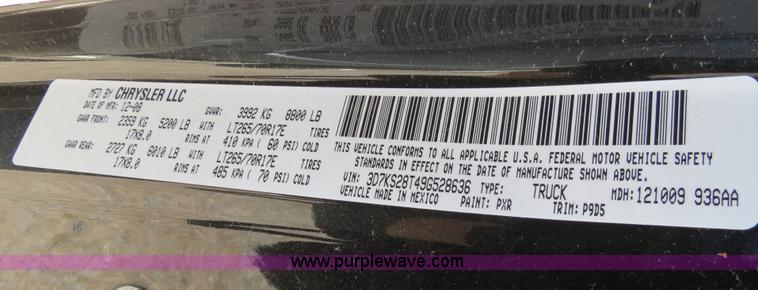 MFD BY CHRYSLER LLC
DATE OF MFR: 12-08 GVWR: 3992 KG 8800 LB
GAWR FRONT: 2359 KG 5200 LB WITH LT265/70R17E TIRES
17X8.0 RIMS AT 410 KPA ( 60 PSI) COLD
GAWR REAR: 2727 KG 6010 LB WITH LT265/70R17E TIRES
17X8.0 RIMS AT 485 KPA ( 70 PSI) COLD
THIS VEHICLE CONFORMS TO ALL APPLICABLE U.S.A. FEDERAL MOTOR VEHICLE SAFETY
STANDARDS IN EFFECT ON THE DATE OF MANUFACTURE SHOWN ABOVE.
VIN: 3D7KS28T49G528636 TYPE: TRUCK MDH: 121009 936AA
VEHICLE MADE IN MEXICO PAINT: PXR TRIM: P9D5
www.purplewave.com